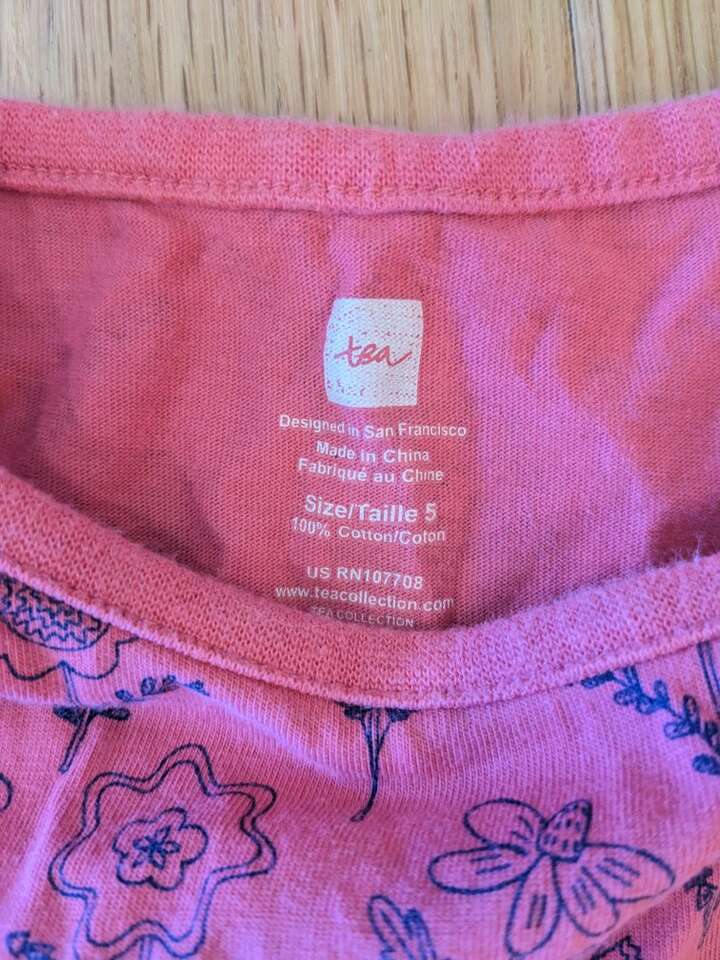 tea
Designed in San Francisco
Made in China
Fabriqué au Chine
Size/Taille 5
100% Cotton/Coton
US RN107708
www.teacollection.com
TEA COLLECTION